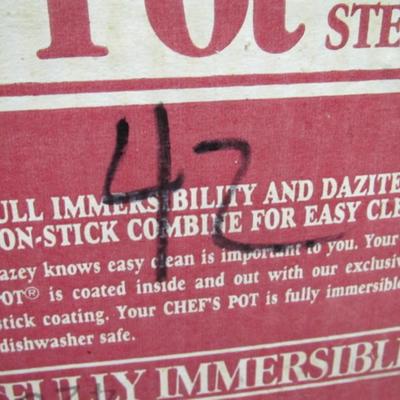 Pot STE
42
ULL IMMERSIBILITY AND DAZITE
ON-STICK COMBINE FOR EASY CLE
azey knows easy clean is important to you. Your
POT® is coated inside and out with our exclusiv
stick coating. Your CHEF'S POT is fully immersible
dishwasher safe.
FULLY IMMERSIBLE